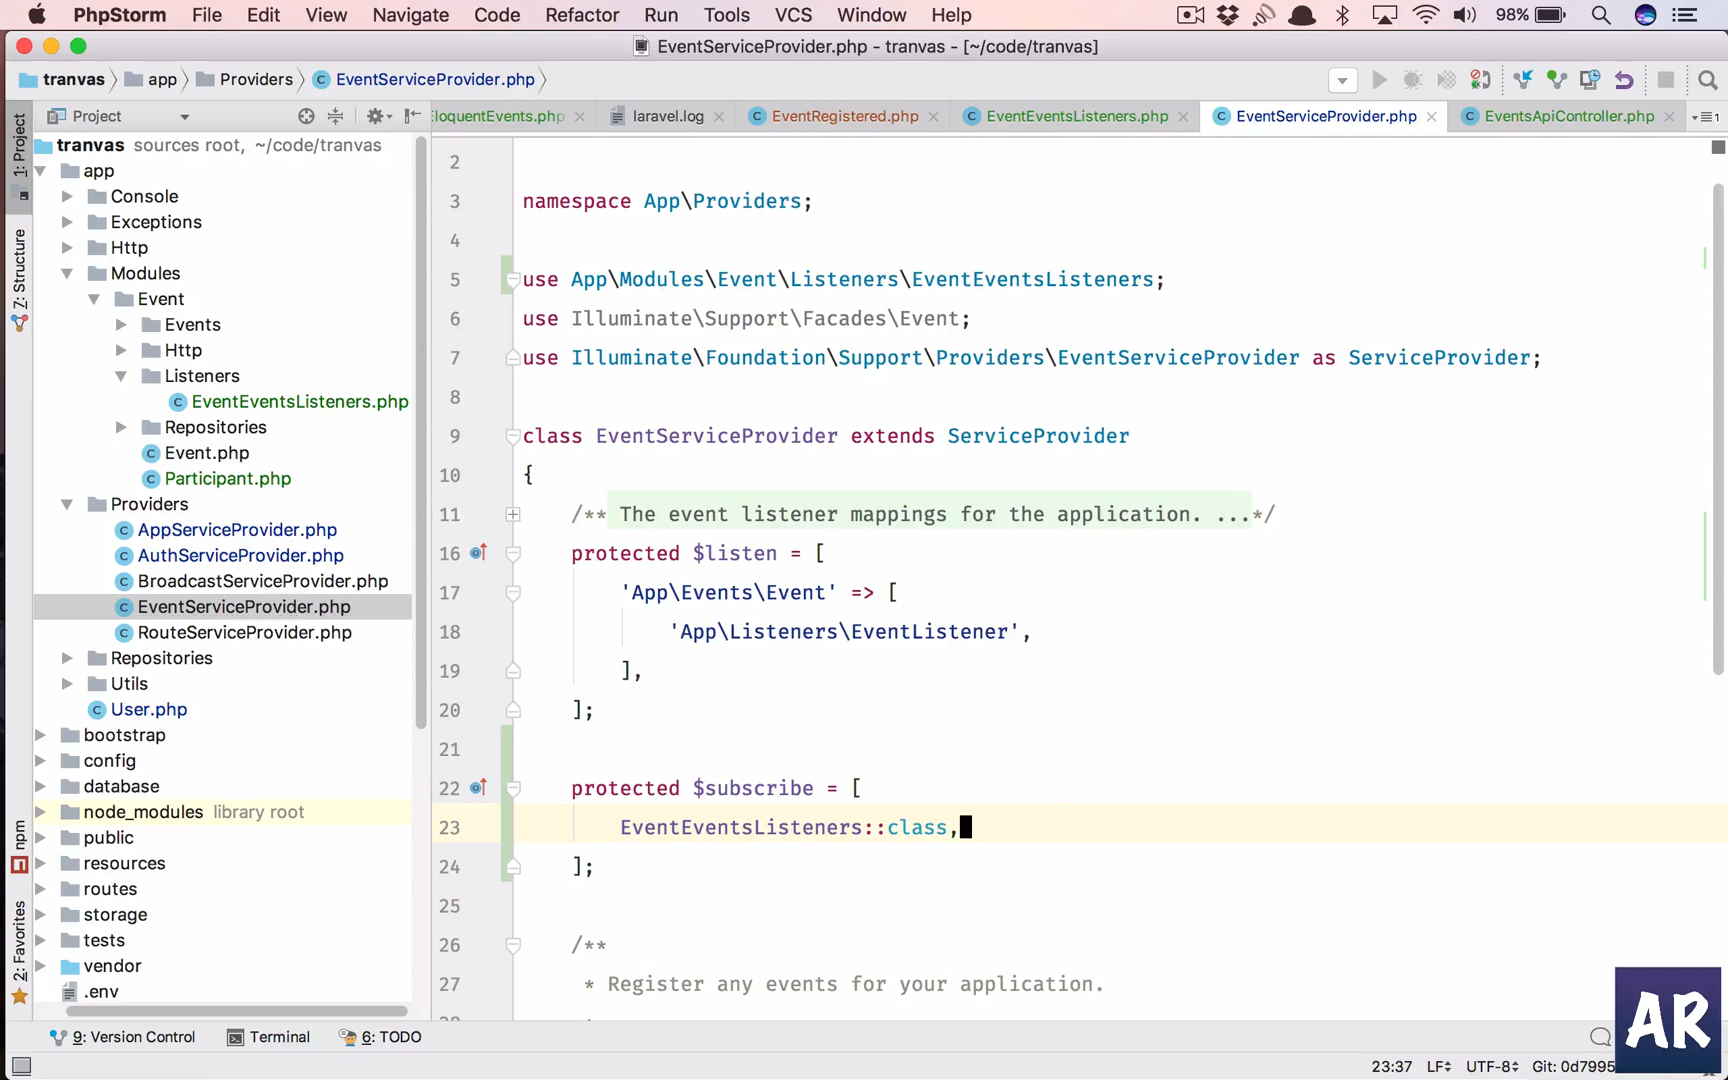 PhpStorm File Edit View Navigate Code Refactor Run Tools VCS Window Help 98%
EventServiceProvider.php - tranvas - [~/code/tranvas]
tranvas app Providers EventServiceProvider.php
1: Project
Z: Structure
npm
2: Favorites
Project
tranvas sources root, ~/code/tranvas
app
Console
Exceptions
Http
Modules
Event
Events
Http
Listeners
EventEventsListeners.php
Repositories
Event.php
Participant.php
Providers
AppServiceProvider.php
AuthServiceProvider.php
BroadcastServiceProvider.php
EventServiceProvider.php
RouteServiceProvider.php
Repositories
Utils
User.php
bootstrap
config
database
node_modules library root
public
resources
routes
storage
tests
vendor
.env
loquentEvents.php laravel.log EventRegistered.php EventEventsListeners.php EventServiceProvider.php EventsApiController.php
2
3 namespace App\Providers;
4
5 use App\Modules\Event\Listeners\EventEventsListeners;
6 use Illuminate\Support\Facades\Event;
7 use Illuminate\Foundation\Support\Providers\EventServiceProvider as ServiceProvider;
8
9 class EventServiceProvider extends ServiceProvider
10 {
11 /** The event listener mappings for the application. ...*/
16 protected $listen = [
17 'App\Events\Event' => [
18 'App\Listeners\EventListener',
19 ],
20 ];
21
22 protected $subscribe = [
23 EventEventsListeners::class,
24 ];
25
26 /**
27 * Register any events for your application.
9: Version Control Terminal 6: TODO
23:37 LF UTF-8 Git: 0d7995
AR